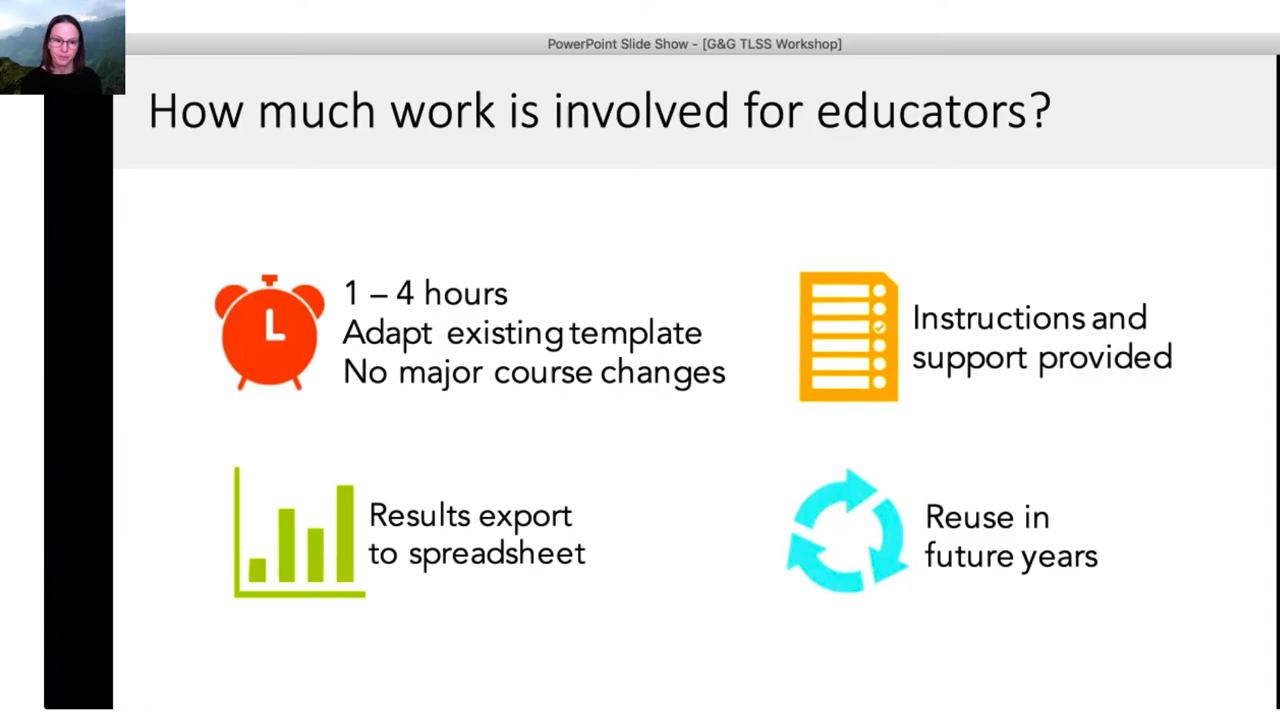 PowerPoint Slide Show - [G&G TLSS Workshop]
How much work is involved for educators?
1 – 4 hours
Adapt existing template
No major course changes
Instructions and
support provided
Results export
to spreadsheet
Reuse in
future years